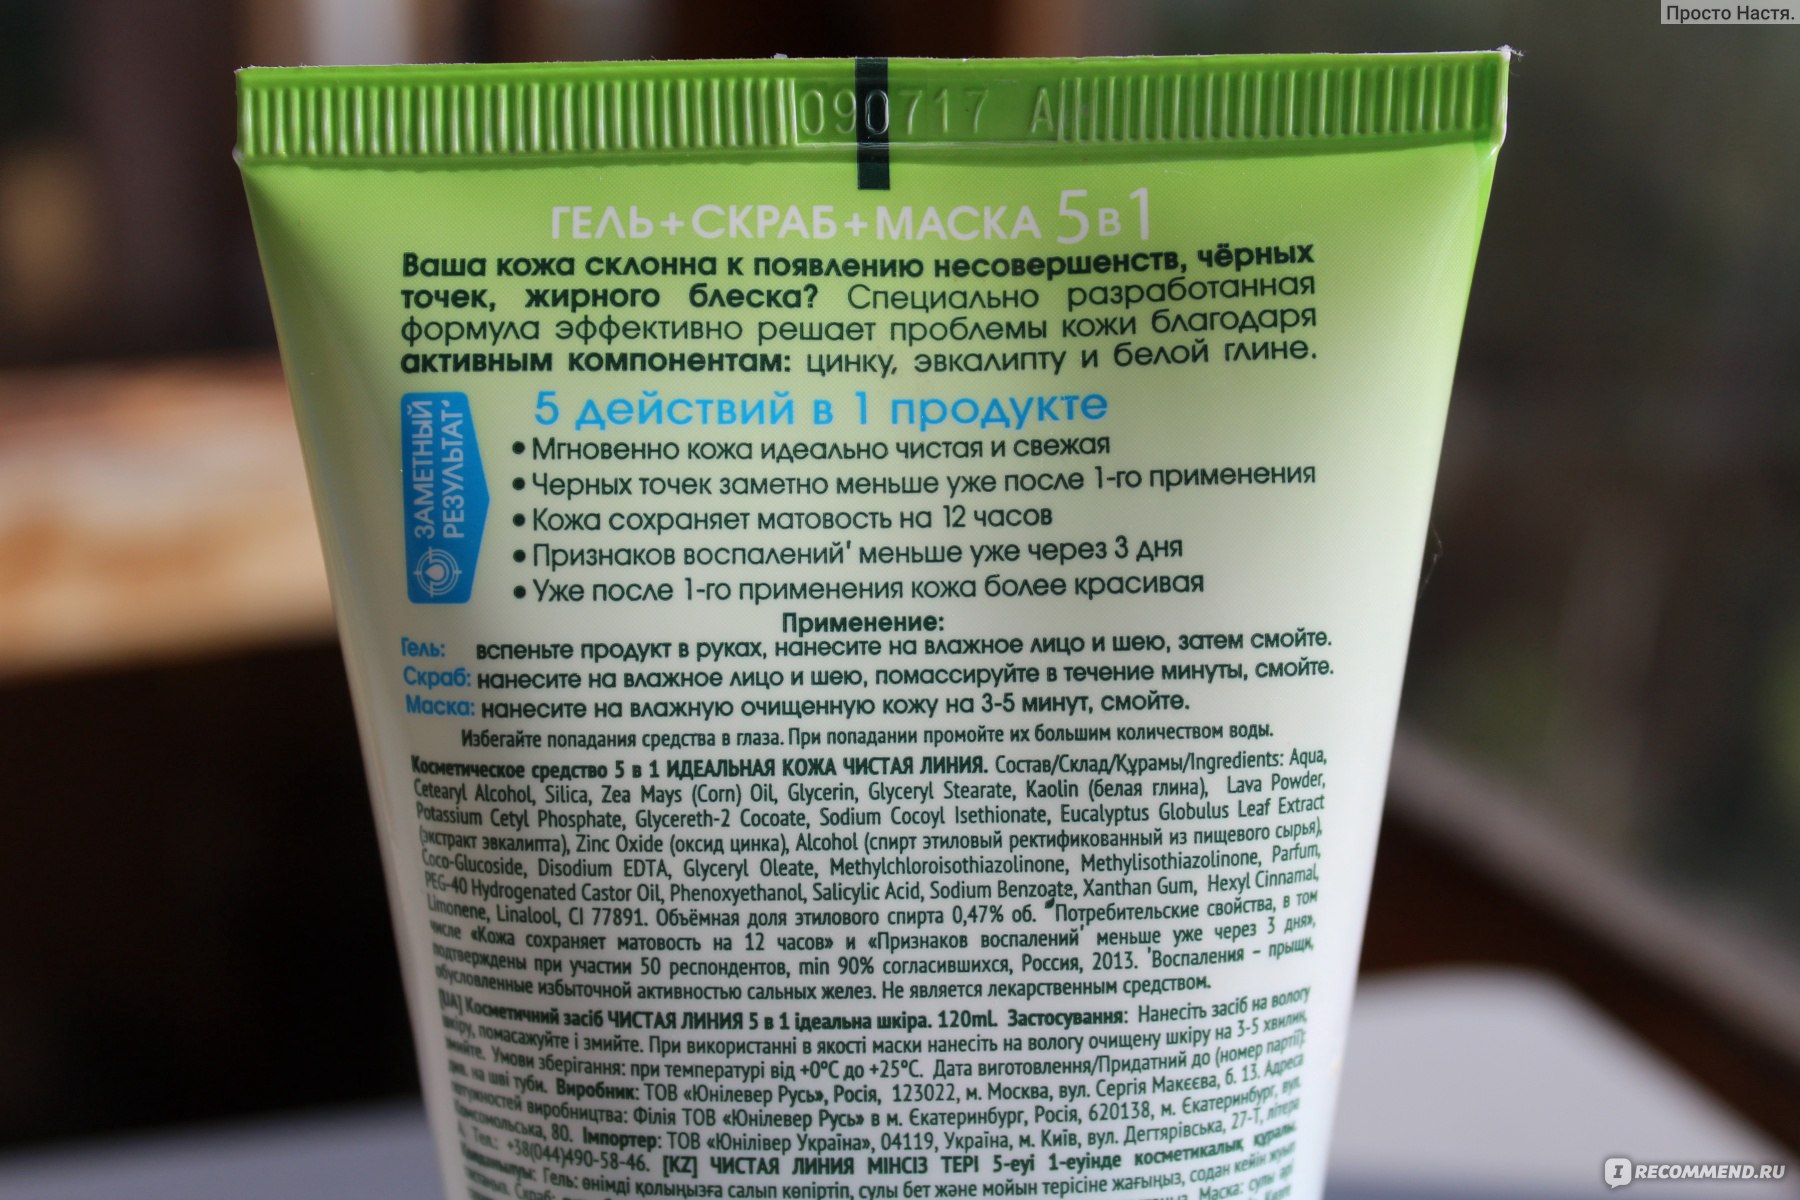 Просто Настя.
090717 А
ГЕЛЬ+СКРАБ+МАСКА 5в1
Ваша кожа склонна к появлению несовершенств, чёрных
точек, жирного блеска? Специально разработанная
формула эффективно решает проблемы кожи благодаря
активным компонентам: цинку, эвкалипту и белой глине.
ЗАМЕТНЫЙ
РЕЗУЛЬТАТ'
5 действий в 1 продукте
• Мгновенно кожа идеально чистая и свежая
• Черных точек заметно меньше уже после 1-го применения
• Кожа сохраняет матовость на 12 часов
• Признаков воспалений' меньше уже через 3 дня
• Уже после 1-го применения кожа более красивая
Применение:
Гель: вспеньте продукт в руках, нанесите на влажное лицо и шею, затем смойте.
Скраб: нанесите на влажное лицо и шею, помассируйте в течение минуты, смойте.
Маска: нанесите на влажную очищенную кожу на 3-5 минут, смойте.
Избегайте попадания средства в глаза. При попадании промойте их большим количеством воды.
Косметическое средство 5 в 1 ИДЕАЛЬНАЯ КОЖА ЧИСТАЯ ЛИНИЯ. Состав/Склад/Құрамы/Ingredients: Aqua,
Cetearyl Alcohol, Silica, Zea Mays (Corn) Oil, Glycerin, Glyceryl Stearate, Kaolin (белая глина), Lava Powder,
Potassium Cetyl Phosphate, Glycereth-2 Cocoate, Sodium Cocoyl Isethionate, Eucalyptus Globulus Leaf Extract
(экстракт эвкалипта), Zinc Oxide (оксид цинка), Alcohol (спирт этиловый ректификованный из пищевого сырья),
Coco-Glucoside, Disodium EDTA, Glyceryl Oleate, Methylchloroisothiazolinone, Methylisothiazolinone, Parfum,
PEG-40 Hydrogenated Castor Oil, Phenoxyethanol, Salicylic Acid, Sodium Benzoate, Xanthan Gum, Hexyl Cinnamal,
Limonene, Linalool, CI 77891. Объёмная доля этилового спирта 0,47% об. "Потребительские свойства, в том
числе «Кожа сохраняет матовость на 12 часов» и «Признаков воспалений' меньше уже через 3 дня»,
подтверждены при участии 50 респондентов, min 90% согласившихся, Россия, 2013. 'Воспаления – прыщи,
обусловленные избыточной активностью сальных желез. Не является лекарственным средством.
[UA] Косметичний засіб ЧИСТАЯ ЛИНИЯ 5 в 1 ідеальна шкіра. 120mL Застосування: Нанесіть засіб на вологу
шкіру, помасажуйте і змийте. При використанні в якості маски нанесіть на вологу очищену шкіру на 3-5 хвилин,
змийте. Умови зберігання: при температурі від +0°С до +25°С. Дата виготовлення/Придатний до (номер партії):
див. на шві туби. Виробник: ТОВ «Юнілевер Русь», Росія, 123022, м. Москва, вул. Сергія Макєєва, б. 13. Адреса
потужностей виробництва: Філія ТОВ «Юнілевер Русь» в м. Єкатеринбург, Росія, 620138, м. Єкатеринбург, вул.
Комсомольська, 80. Імпортер: ТОВ «Юнілівер Україна», 04119, Україна, м. Київ, вул. Дегтярівська, 27-Т, літера
А. Тел.: +38(044)490-58-46. [KZ] ЧИСТАЯ ЛИНИЯ МІНСІЗ ТЕРІ 5-еуі 1-еуінде косметикалық құралы.
Қолданылуы: Гель: өнімді қолыңызға салып көпіртіп, сулы бет және мойын терісіне жағыңыз, содан кейін жуып
Скраб: Маска: сулы әрі
IRECOMMEND.RU